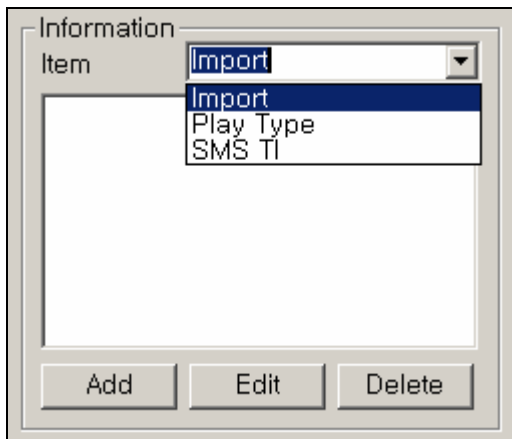 Information
Item Import
Import
Play Type
SMS TI
Add Edit Delete